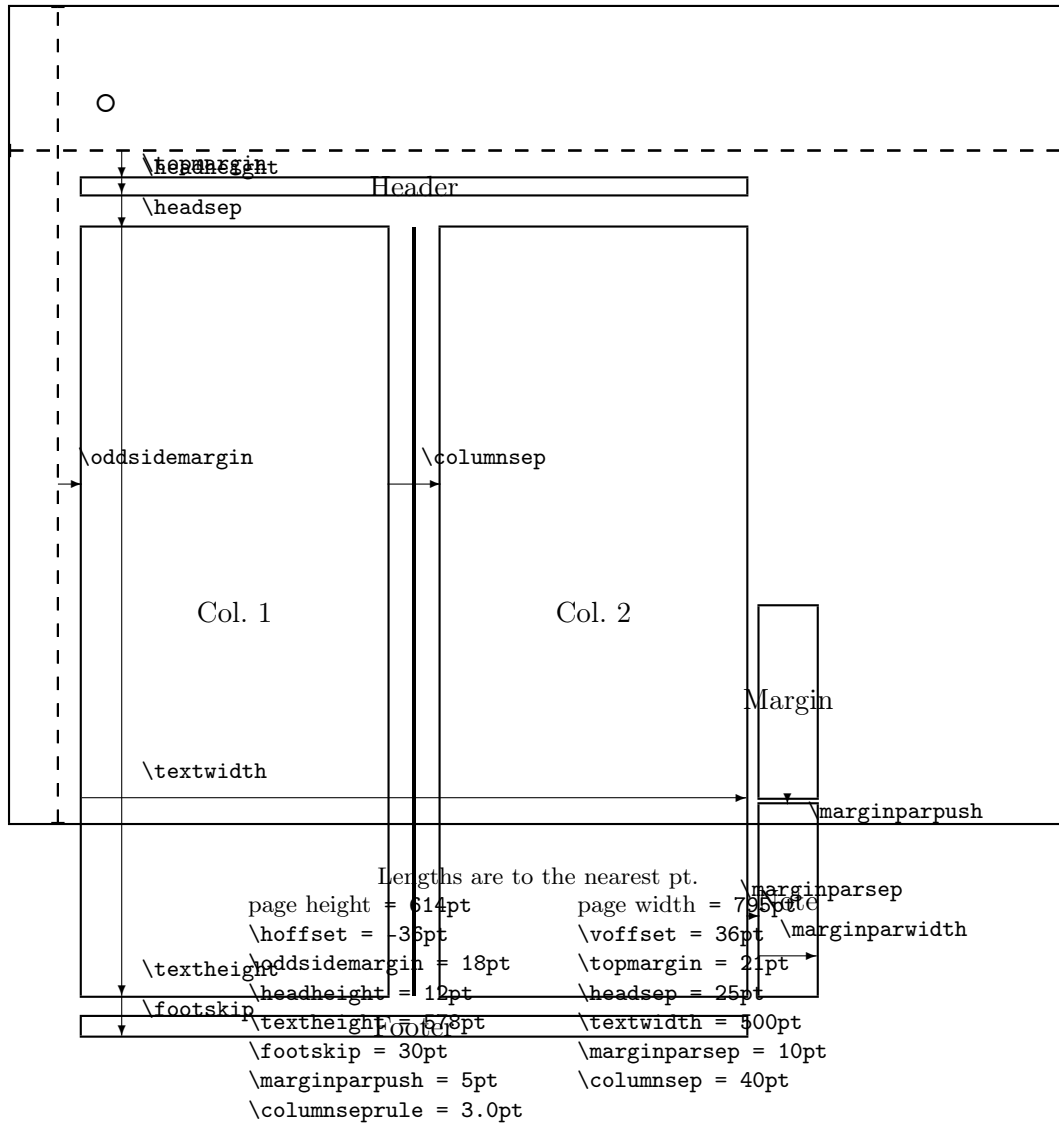 \topmargin
\headheight
Header
\headsep
\oddsidemargin
\columnsep
Col. 1
Col. 2
Margin
\textwidth
\marginparpush
Lengths are to the nearest pt.
\marginparsep
page height = 614pt
page width = 795pt
Note
\hoffset = -36pt
\voffset = 36pt
\marginparwidth
\oddsidemargin = 18pt
\topmargin = 21pt
\textheight
\headheight = 12pt
\headsep = 25pt
\footskip
\textheight = 578pt
\textwidth = 500pt
Footer
\footskip = 30pt
\marginparsep = 10pt
\marginparpush = 5pt
\columnsep = 40pt
\columnseprule = 3.0pt